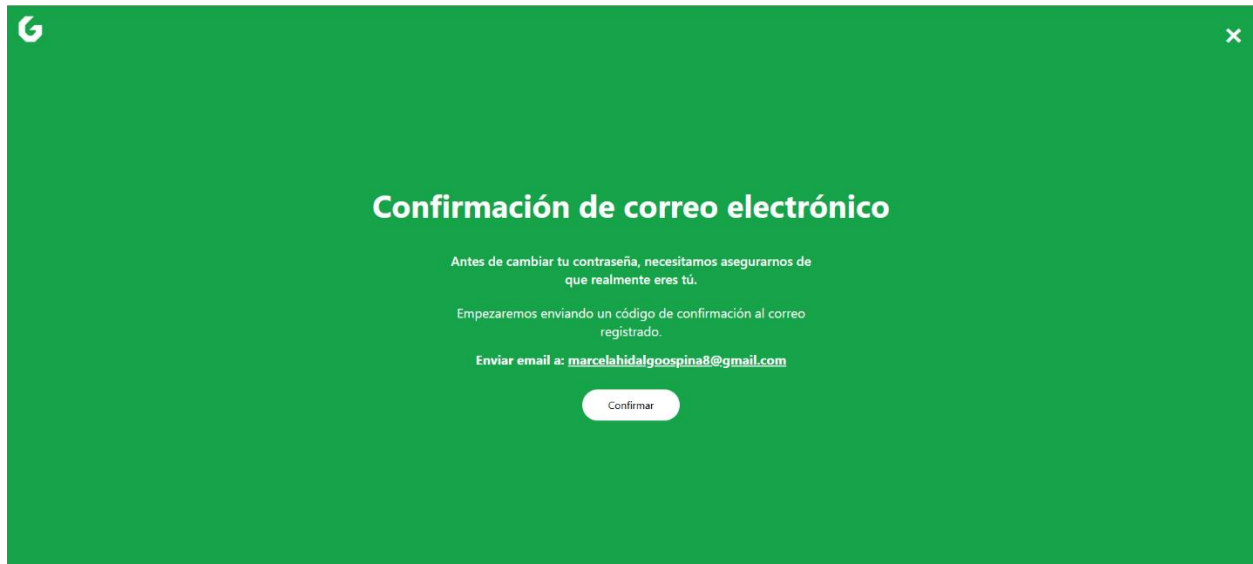 G
Confirmación de correo electrónico
Antes de cambiar tu contraseña, necesitamos asegurarnos de
que realmente eres tú.
Empezaremos enviando un código de confirmación al correo
registrado.
Enviar email a: marcelahidalgoospina8@gmail.com
Confirmar